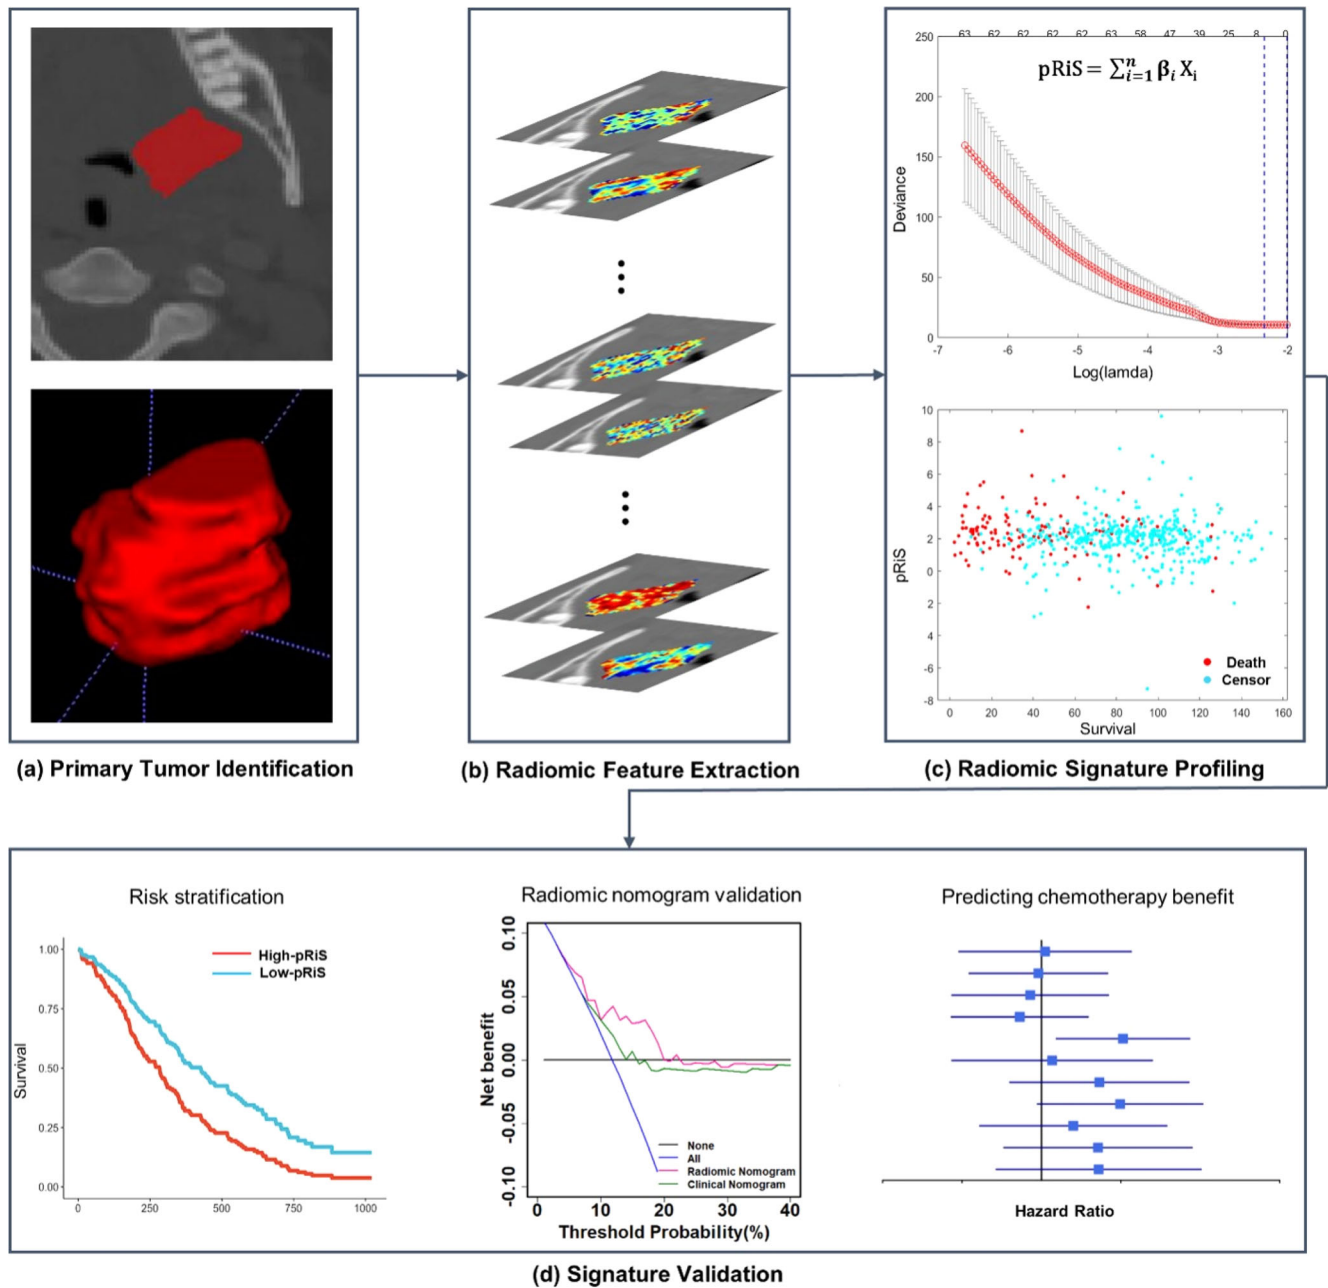 63 62 62 62 62 63 58 47 39 25 8 0
250
pRiS = ∑ⁿᵢ₌₁ βᵢ Xᵢ
200
150
100
50
0
Deviance
-7 -6 -5 -4 -3 -2
Log(lamda)
10
8
6
4
2
0
2
4
-6
-8
pRiS
Death
Censor
0 20 40 60 80 100 120 140 160
Survival
(a) Primary Tumor Identification
(b) Radiomic Feature Extraction
(c) Radiomic Signature Profiling
Risk stratification
1.00
0.75
0.50
0.25
0.00
Survival
High-pRiS
Low-pRiS
0 250 500 750 1000
Radiomic nomogram validation
0.10
0.05
0.00
-0.05
-0.10
Net benefit
None
All
Radiomic Nomogram
Clinical Nomogram
0 10 20 30 40
Threshold Probability(%)
Predicting chemotherapy benefit
Hazard Ratio
(d) Signature Validation